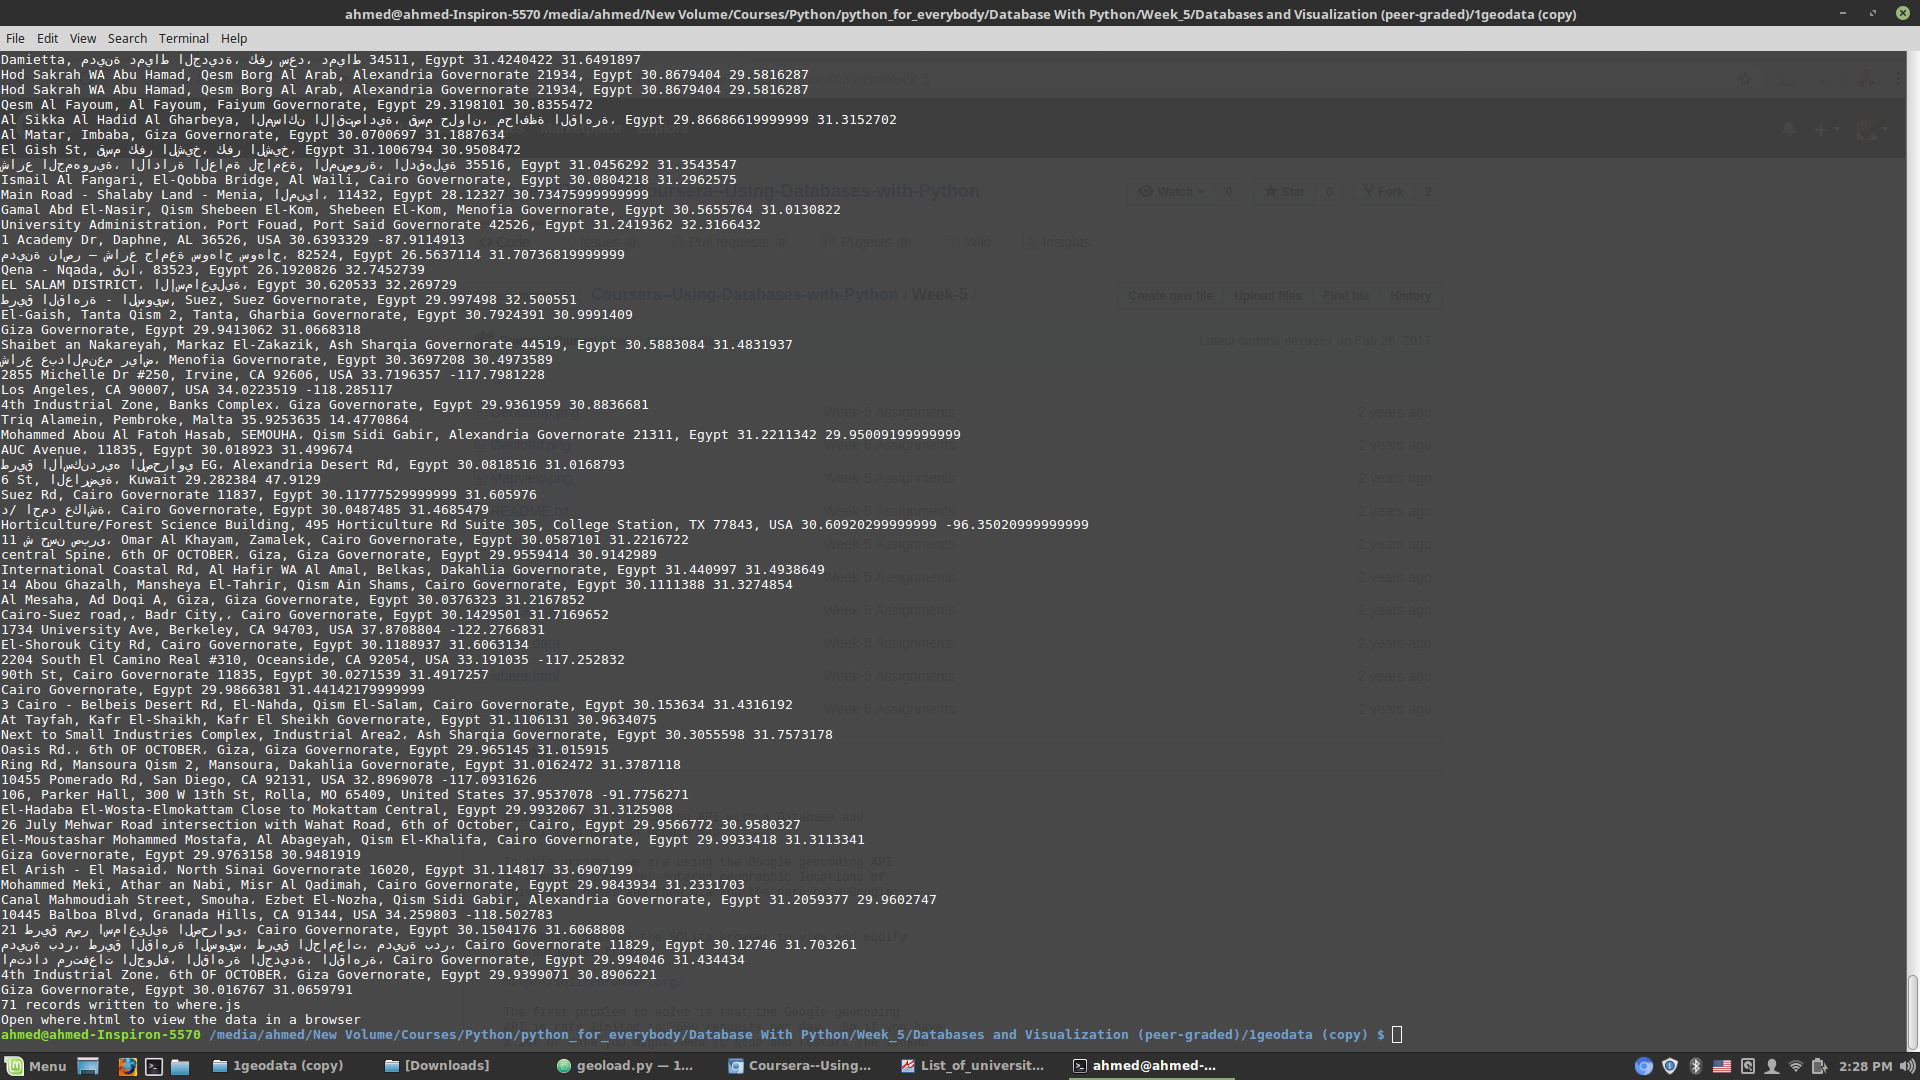 ahmed@ahmed-Inspiron-5570 /media/ahmed/New Volume/Courses/Python/python_for_everybody/Database With Python/Week_5/Databases and Visualization (peer-graded)/1geodata (copy)
File Edit View Search Terminal Help
Damietta, مدينة دمياط الجديدة، كفر سعد، دمياط 34511, Egypt 31.4240422 31.6491897
Hod Sakrah WA Abu Hamad, Qesm Borg Al Arab, Alexandria Governorate 21934, Egypt 30.8679404 29.5816287
Hod Sakrah WA Abu Hamad, Qesm Borg Al Arab, Alexandria Governorate 21934, Egypt 30.8679404 29.5816287
Qesm Al Fayoum, Al Fayoum, Faiyum Governorate, Egypt 29.3198101 30.8355472
Al Sikka Al Hadid Al Gharbeya, المساكن الإقتصادية، قسم حلوان، محافظة القاهرة، Egypt 29.86686619999999 31.3152702
Al Matar, Imbaba, Giza Governorate, Egypt 30.0700697 31.1887634
El Gish St, قسم كفر الشيخ، كفر الشيخ، Egypt 31.1006794 30.9508472
شارع الجمهورية، الادارة العامة لجامعة, المنصورة، الدقهلية 35516, Egypt 31.0456292 31.3543547
Ismail Al Fangari, El-Qobba Bridge, Al Waili, Cairo Governorate, Egypt 30.0804218 31.2962575
Main Road - Shalaby Land - Menia, المنيا، 11432, Egypt 28.12327 30.734759999999999
Gamal Abd El-Nasir, Qism Shebeen El-Kom, Shebeen El-Kom, Menofia Governorate, Egypt 30.5655764 31.0130822
University Administration، Port Fouad, Port Said Governorate 42526, Egypt 31.2419362 32.3166432
1 Academy Dr, Daphne, AL 36526, USA 30.6393329 -87.9114913
مدينة ناصر – شارع جامعة سوهاج سوهاج، 82524, Egypt 26.5637114 31.70736819999999
Qena - Nqada, قنا، 83523, Egypt 26.1920826 32.7452739
EL SALAM DISTRICT، الإسماعيلية، Egypt 30.620533 32.269729
طريق القاهرة - السويس, Suez, Suez Governorate, Egypt 29.997498 32.500551
El-Gaish, Tanta Qism 2, Tanta, Gharbia Governorate, Egypt 30.7924391 30.9991409
Giza Governorate, Egypt 29.9413062 31.0668318
Shaibet an Nakareyah, Markaz El-Zakazik, Ash Sharqia Governorate 44519, Egypt 30.5883084 31.4831937
شارع عبدالمنعم رياض، Menofia Governorate, Egypt 30.3697208 30.4973589
2855 Michelle Dr #250, Irvine, CA 92606, USA 33.7196357 -117.7981228
Los Angeles, CA 90007, USA 34.0223519 -118.285117
4th Industrial Zone, Banks Complex، Giza Governorate, Egypt 29.9361959 30.8836681
Triq Alamein, Pembroke, Malta 35.9253635 14.4770864
Mohammed Abou Al Fatoh Hasab, SEMOUHA، Qism Sidi Gabir, Alexandria Governorate 21311, Egypt 31.2211342 29.95009199999999
AUC Avenue، 11835, Egypt 30.018923 31.499674
طريق الأسكندريه الصحراوي EG، Alexandria Desert Rd, Egypt 30.0818516 31.0168793
6 St, العارضية، Kuwait 29.282384 47.9129
Suez Rd, Cairo Governorate 11837, Egypt 30.11777529999999 31.605976
د/ احمد عكاشة، Cairo Governorate, Egypt 30.0487485 31.4685479
Horticulture/Forest Science Building, 495 Horticulture Rd Suite 305, College Station, TX 77843, USA 30.60920299999999 -96.35020999999999
11 ش حسن صبرى، Omar Al Khayam, Zamalek, Cairo Governorate, Egypt 30.0587101 31.2216722
central Spine، 6th OF OCTOBER، Giza, Giza Governorate, Egypt 29.9559414 30.9142989
International Coastal Rd, Al Hafir WA Al Amal, Belkas, Dakahlia Governorate, Egypt 31.440997 31.4938649
14 Abou Ghazalh, Mansheya El-Tahrir, Qism Ain Shams, Cairo Governorate, Egypt 30.1111388 31.3274854
Al Mesaha, Ad Doqi A, Giza, Giza Governorate, Egypt 30.0376323 31.2167852
Cairo-Suez road,، Badr City,، Cairo Governorate, Egypt 30.1429501 31.7169652
1734 University Ave, Berkeley, CA 94703, USA 37.8708804 -122.2766831
El-Shorouk City Rd, Cairo Governorate, Egypt 30.1188937 31.6063134
2204 South El Camino Real #310, Oceanside, CA 92054, USA 33.191035 -117.252832
90th St, Cairo Governorate 11835, Egypt 30.0271539 31.4917257
Cairo Governorate, Egypt 29.9866381 31.44142179999999
3 Cairo - Belbeis Desert Rd, El-Nahda, Qism El-Salam, Cairo Governorate, Egypt 30.153634 31.4316192
At Tayfah, Kafr El-Shaikh, Kafr El Sheikh Governorate, Egypt 31.1106131 30.9634075
Next to Small Industries Complex, Industrial Area2، Ash Sharqia Governorate, Egypt 30.3055598 31.7573178
Oasis Rd.، 6th OF OCTOBER، Giza, Giza Governorate, Egypt 29.965145 31.015915
Ring Rd, Mansoura Qism 2, Mansoura, Dakahlia Governorate, Egypt 31.0162472 31.3787118
10455 Pomerado Rd, San Diego, CA 92131, USA 32.8969078 -117.0931626
106, Parker Hall, 300 W 13th St, Rolla, MO 65409, United States 37.9537078 -91.7756271
El-Hadaba El-Wosta-Elmokattam Close to Mokattam Central, Egypt 29.9932067 31.3125908
26 July Mehwar Road intersection with Wahat Road, 6th of October, Cairo, Egypt 29.9566772 30.9580327
El-Moustashar Mohammed Mostafa, Al Abageyah, Qism El-Khalifa, Cairo Governorate, Egypt 29.9933418 31.3113341
Giza Governorate, Egypt 29.9763158 30.9481919
El Arish - El Masaid، North Sinai Governorate 16020, Egypt 31.114817 33.6907199
Mohammed Meki, Athar an Nabi, Misr Al Qadimah, Cairo Governorate, Egypt 29.9843934 31.2331703
Canal Mahmoudiah Street, Smouha، Ezbet El-Nozha, Qism Sidi Gabir, Alexandria Governorate, Egypt 31.2059377 29.9602747
10445 Balboa Blvd, Granada Hills, CA 91344, USA 34.259803 -118.502783
21 طريق مصر اسماعيلية الصحراوى، Cairo Governorate, Egypt 30.1504176 31.6068808
مدينة بدر، طريق القاهرة السويس، طريق الجامعات، مدينة بدر، Cairo Governorate 11829, Egypt 30.12746 31.703261
امتداد مرتفعات الجولف، القاهرة الجديدة، القاهرة، Cairo Governorate, Egypt 29.994046 31.434434
4th Industrial Zone، 6th OF OCTOBER، Giza Governorate, Egypt 29.9399071 30.8906221
Giza Governorate, Egypt 30.016767 31.0659791
71 records written to where.js
Open where.html to view the data in a browser
ahmed@ahmed-Inspiron-5570 /media/ahmed/New Volume/Courses/Python/python_for_everybody/Database With Python/Week_5/Databases and Visualization (peer-graded)/1geodata (copy) $
Menu 1geodata (copy) [Downloads] geoload.py — 1... Coursera--Using... List_of_universit... ahmed@ahmed-... 2:28 PM